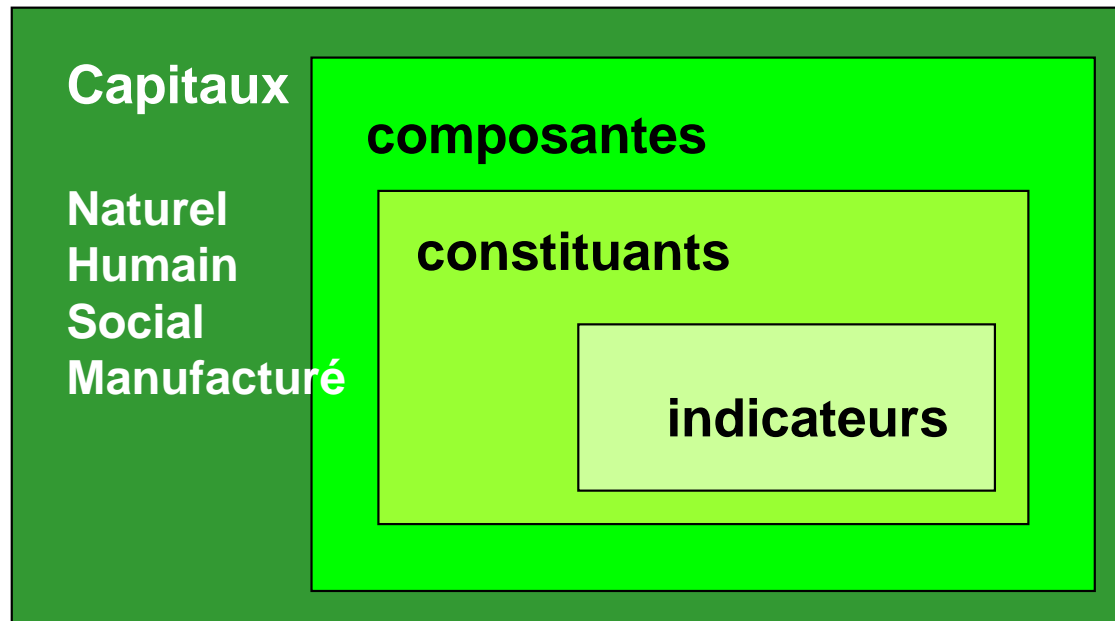 Capitaux
composantes
Naturel
Humain
Social
Manufacturé
constituants
indicateurs